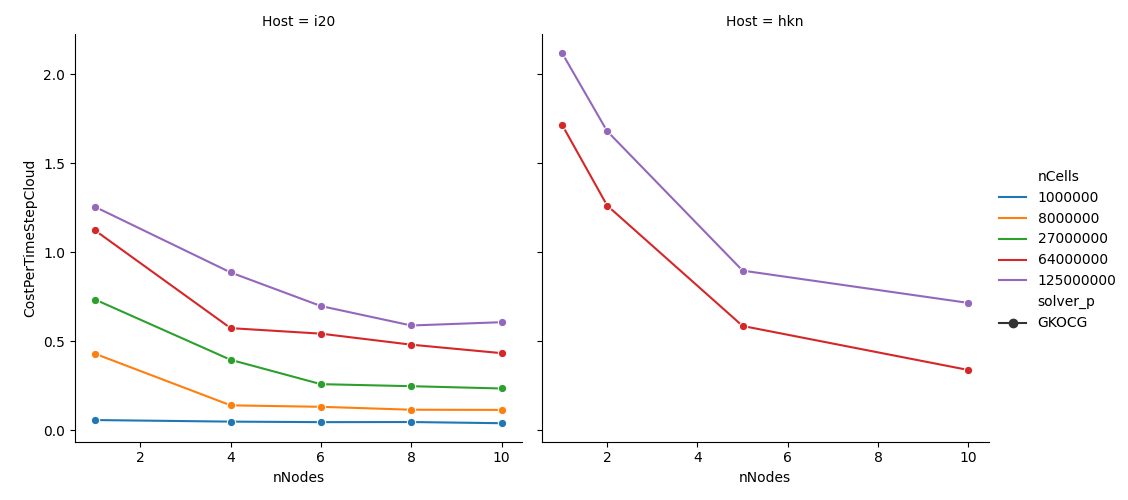 Host = i20
Host = hkn
CostPerTimeStepCloud
2.0
1.5
1.0
0.5
0.0
2
4
6
8
10
nNodes
2
4
6
8
10
nNodes
nCells
1000000
8000000
27000000
64000000
125000000
solver_p
GKOCG